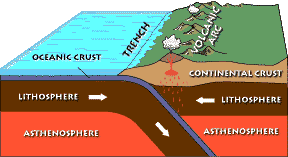 TRENCH
VOLCANIC
ARC
OCEANIC CRUST
CONTINENTAL CRUST
LITHOSPHERE
LITHOSPHERE
ASTHENOSPHERE
ASTHENOSPHERE